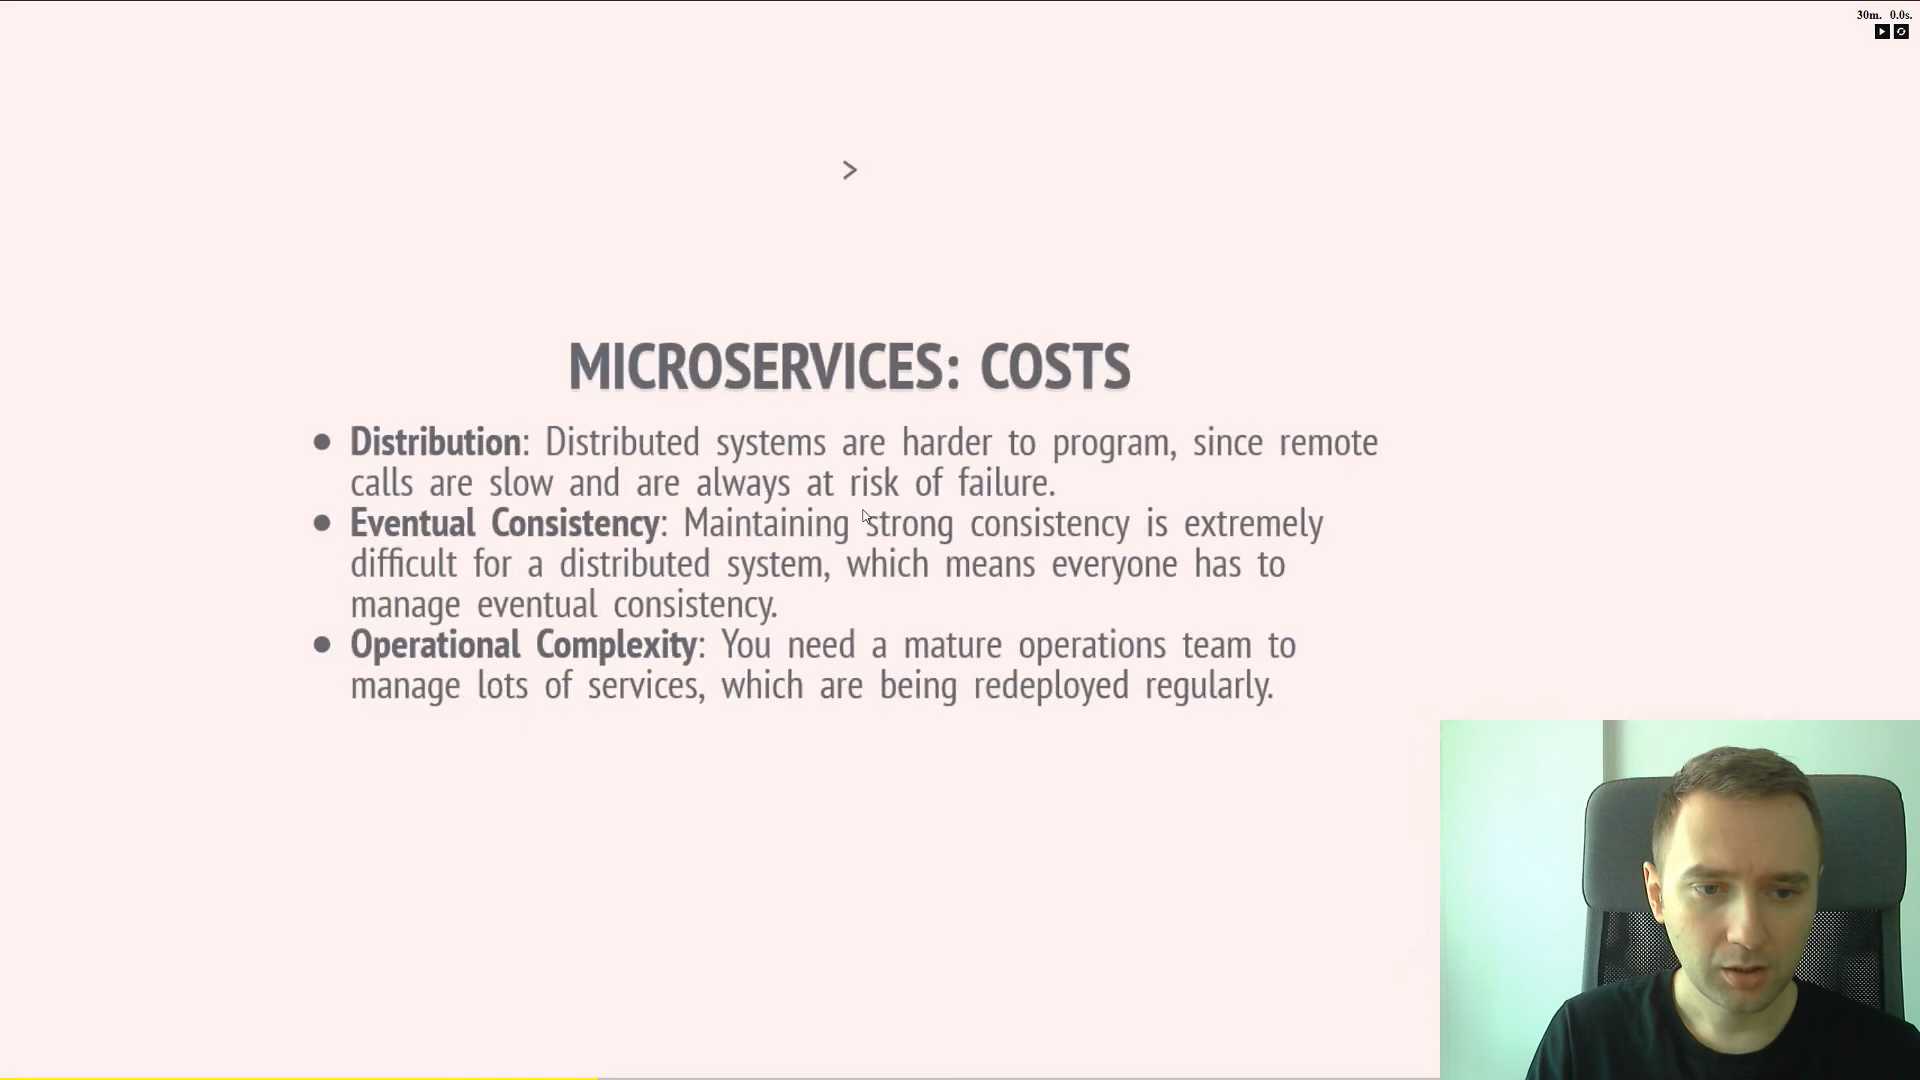 30m. 0.0s.
>
MICROSERVICES: COSTS
• Distribution: Distributed systems are harder to program, since remote
calls are slow and are always at risk of failure.
• Eventual Consistency: Maintaining strong consistency is extremely
difficult for a distributed system, which means everyone has to
manage eventual consistency.
• Operational Complexity: You need a mature operations team to
manage lots of services, which are being redeployed regularly.